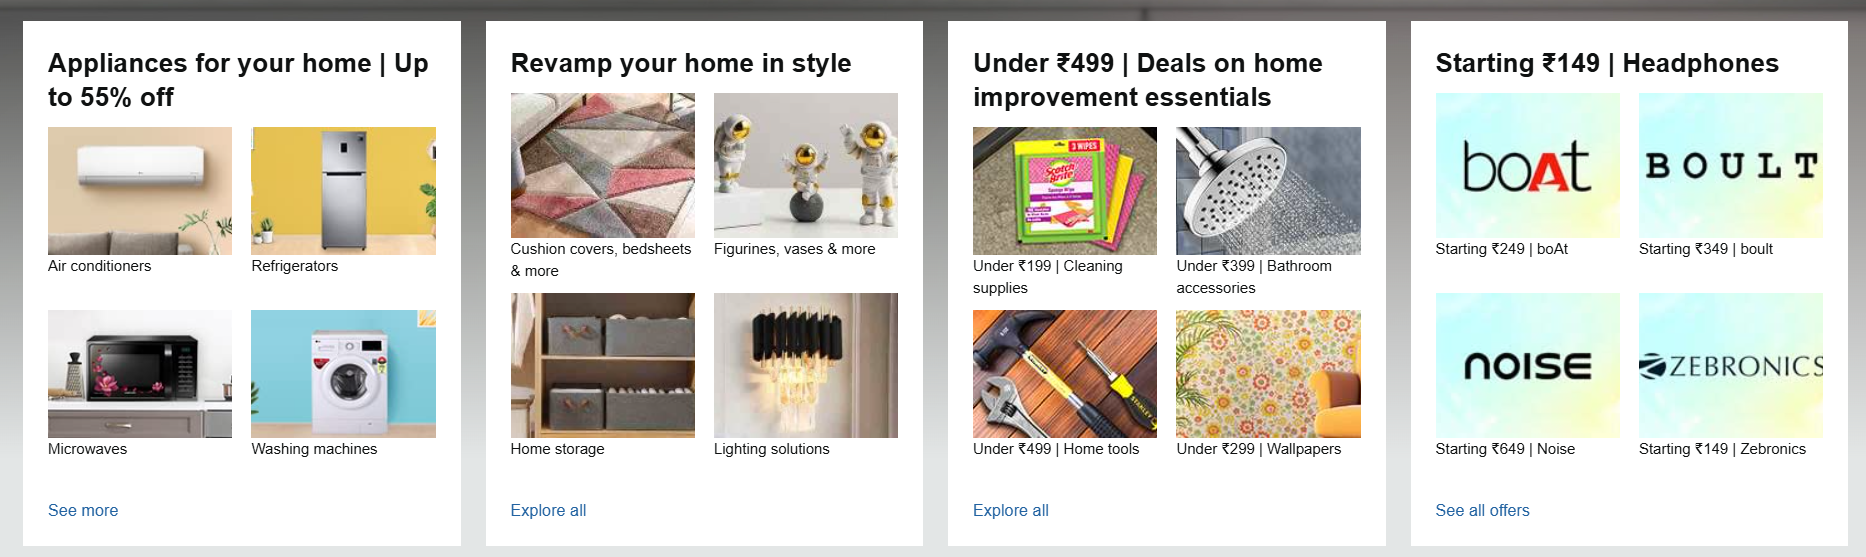 Appliances for your home | Up
to 55% off
Air conditioners
Refrigerators
Microwaves
Washing machines
See more
Revamp your home in style
Cushion covers, bedsheets
& more
Figurines, vases & more
Home storage
Lighting solutions
Explore all
Under ₹499 | Deals on home
improvement essentials
3 WIPES
Scotch
Brite
Sponge Wipe
Under ₹199 | Cleaning
supplies
Under ₹399 | Bathroom
accessories
STANLEY
Under ₹499 | Home tools
Under ₹299 | Wallpapers
Explore all
Starting ₹149 | Headphones
boAt
BOULT
Starting ₹249 | boAt
Starting ₹349 | boult
noise
ZEBRONICS
Starting ₹649 | Noise
Starting ₹149 | Zebronics
See all offers